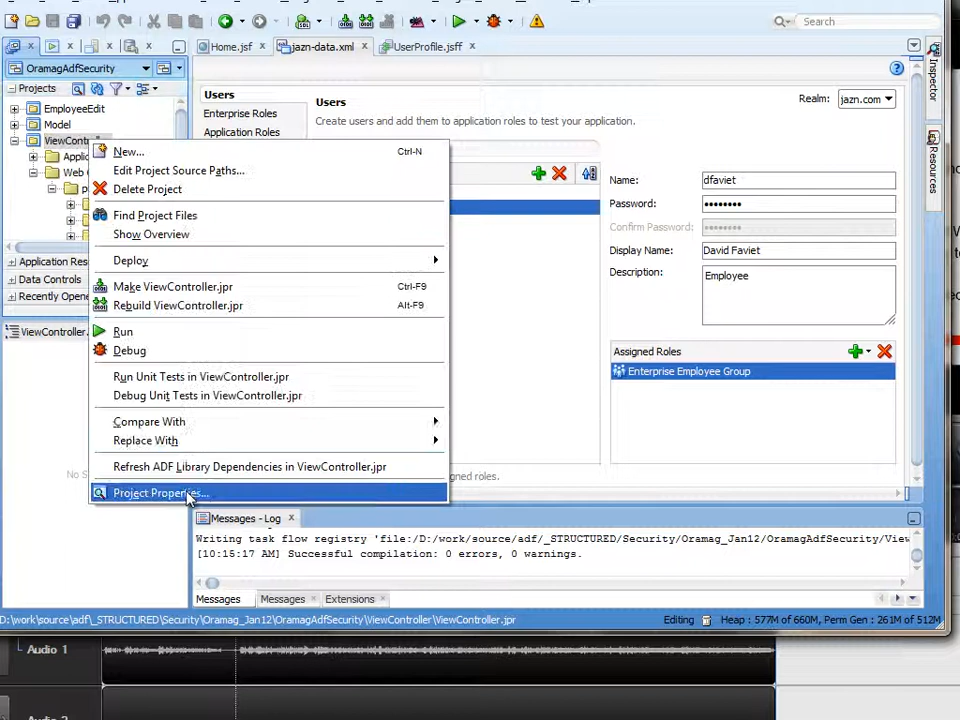 Search
Home.jsf
jazn-data.xml
UserProfile.jsff
OramagAdfSecurity
Projects
EmployeeEdit
Model
Web
Data Controls
ViewController.
New...
Ctrl-N
Edit Project Source Paths...
Delete Project
Find Project Files
Show Overview
Deploy
Make ViewController.jpr
Ctrl-F9
Rebuild ViewController.jpr
Alt-F9
Run
Debug
Run Unit Tests in ViewController.jpr
Debug Unit Tests in ViewController.jpr
Compare With
Replace With
Refresh ADF Library Dependencies in ViewController.jpr
Project Properties...
Users
Enterprise Roles
Application Roles
Users
Create users and add them to application roles to test your application.
Realm:
jazn.com
Name:
dfaviet
Password:
••••••••
Confirm Password:
••••••••
Display Name:
David Faviet
Description:
Employee
Assigned Roles
Enterprise Employee Group
roles.
Inspector
Resources
Messages - Log
Writing task flow registry 'file:/D:/work/source/adf/_STRUCTURED/Security/Oramag_Jan12/OramagAdfSecurity/View
[10:15:17 AM] Successful compilation: 0 errors, 0 warnings.
Messages
Messages
Extensions
D:\work\source\adf\_STRUCTURED\Security\Oramag_Jan12\OramagAdfSecurity\ViewController\ViewController.jpr
Editing
Heap : 577M of 660M, Perm Gen : 261M of 512M
Audio 1